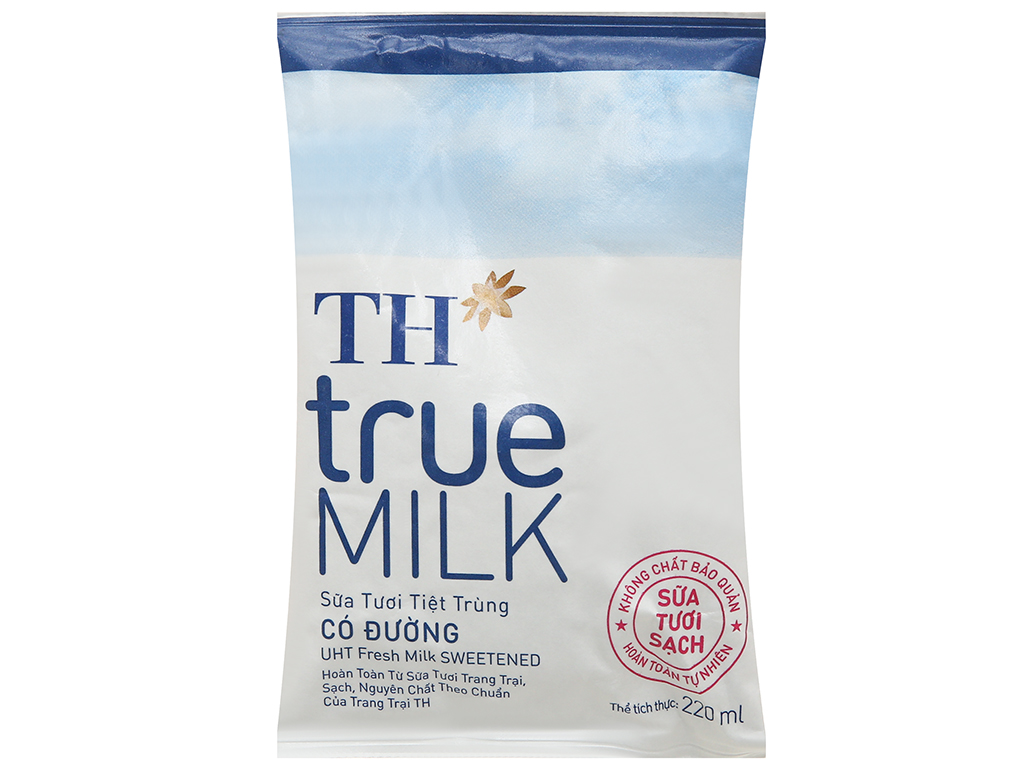 TH
true
MILK
Sữa Tươi Tiệt Trùng
CÓ ĐƯỜNG
UHT Fresh Milk SWEETENED
Hoàn Toàn Từ Sữa Tươi Trang Trại,
Sạch, Nguyên Chất Theo Chuẩn
Của Trang Trại TH
KHÔNG CHẤT BẢO QUẢN
SỮA
TƯƠI
SẠCH
HOÀN TOÀN TỰ NHIÊN
Thể tích thực: 220 ml